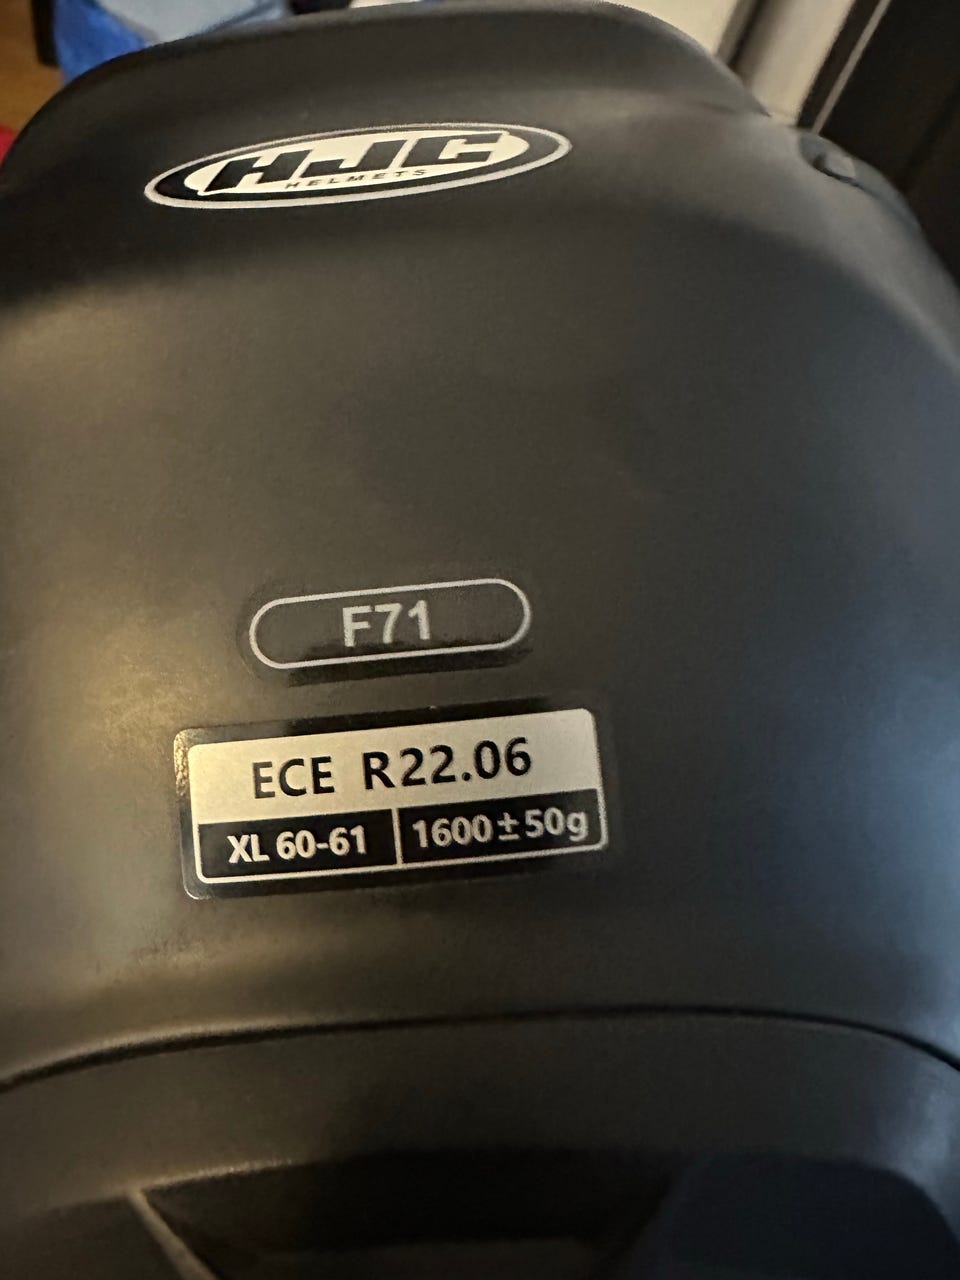 HJC
HELMETS
F71
ECE R22.06
XL 60-61 1600±50g